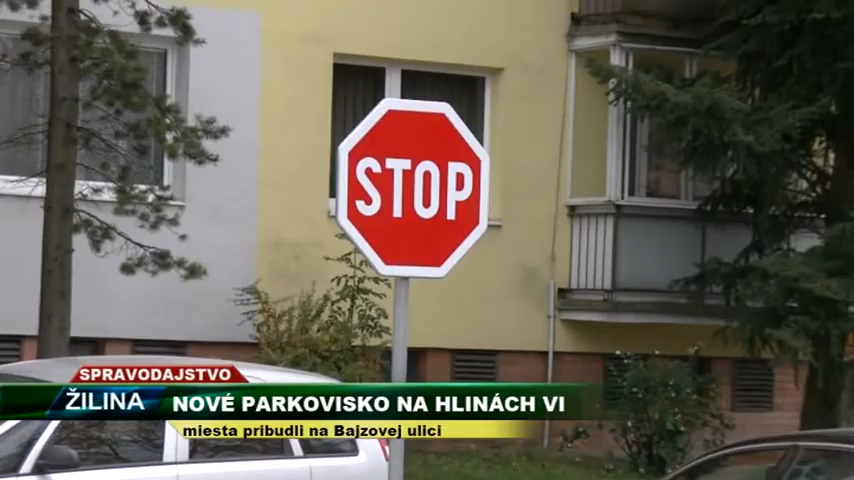 STOP
SPRAVODAJSTVO
ŽILINA
NOVÉ PARKOVISKO NA HLINÁCH VI
miesta pribudli na Bajzovej ulici